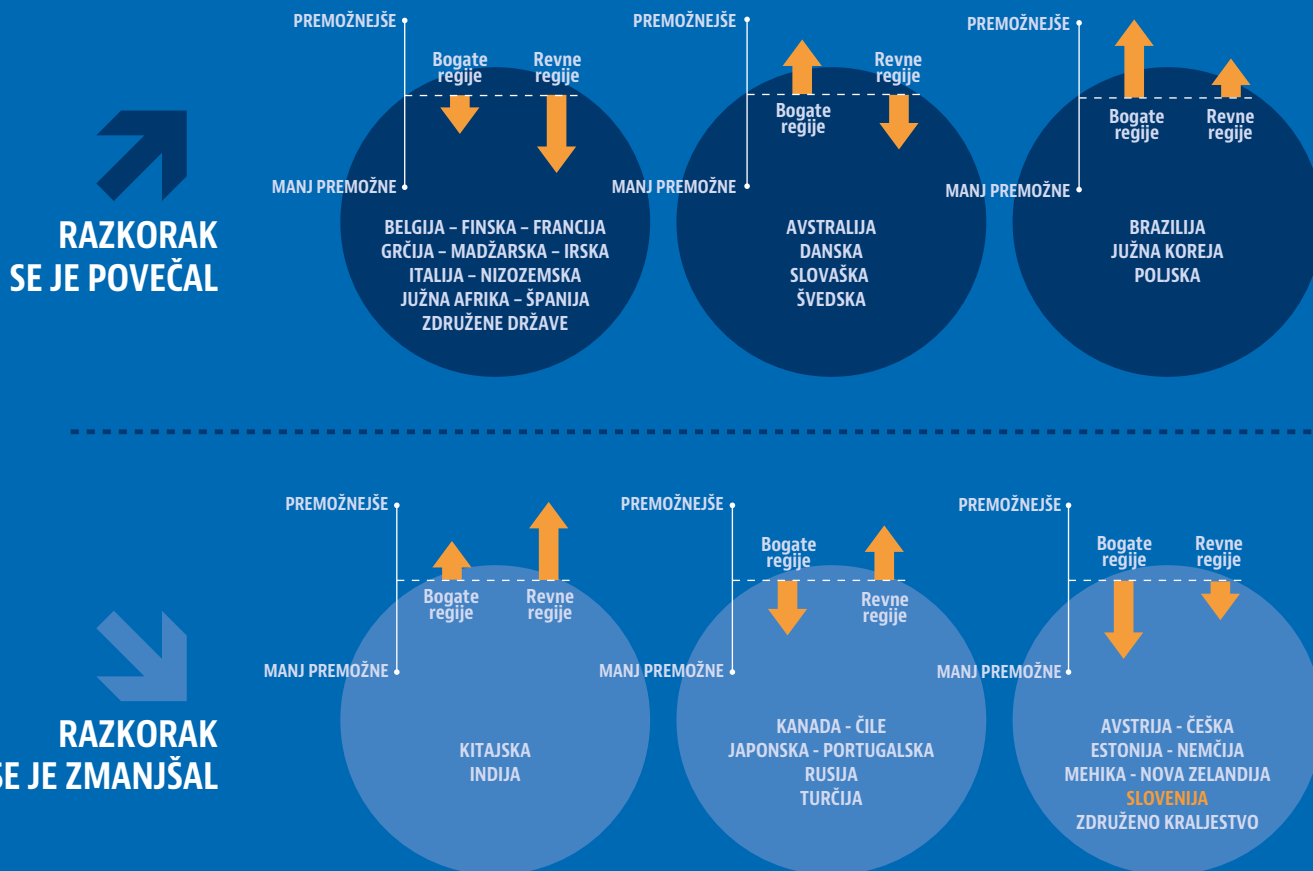 RAZKORAK
SE JE POVEČAL
PREMOŽNEJŠE
Bogate
regije
Revne
regije
MANJ PREMOŽNE
BELGIJA – FINSKA – FRANCIJA
GRČIJA – MADŽARSKA – IRSKA
ITALIJA – NIZOZEMSKA
JUŽNA AFRIKA – ŠPANIJA
ZDRUŽENE DRŽAVE
PREMOŽNEJŠE
Bogate
regije
Revne
regije
MANJ PREMOŽNE
AVSTRALIJA
DANSKA
SLOVAŠKA
ŠVEDSKA
PREMOŽNEJŠE
Bogate
regije
Revne
regije
MANJ PREMOŽNE
BRAZILIJA
JUŽNA KOREJA
POLJSKA
RAZKORAK
SE JE ZMANJŠAL
PREMOŽNEJŠE
Bogate
regije
Revne
regije
MANJ PREMOŽNE
KITAJSKA
INDIJA
PREMOŽNEJŠE
Bogate
regije
Revne
regije
MANJ PREMOŽNE
KANADA - ČILE
JAPONSKA - PORTUGALSKA
RUSIJA
TURČIJA
PREMOŽNEJŠE
Bogate
regije
Revne
regije
MANJ PREMOŽNE
AVSTRIJA - ČEŠKA
ESTONIJA - NEMČIJA
MEHIKA - NOVA ZELANDIJA
SLOVENIJA
ZDRUŽENO KRALJESTVO